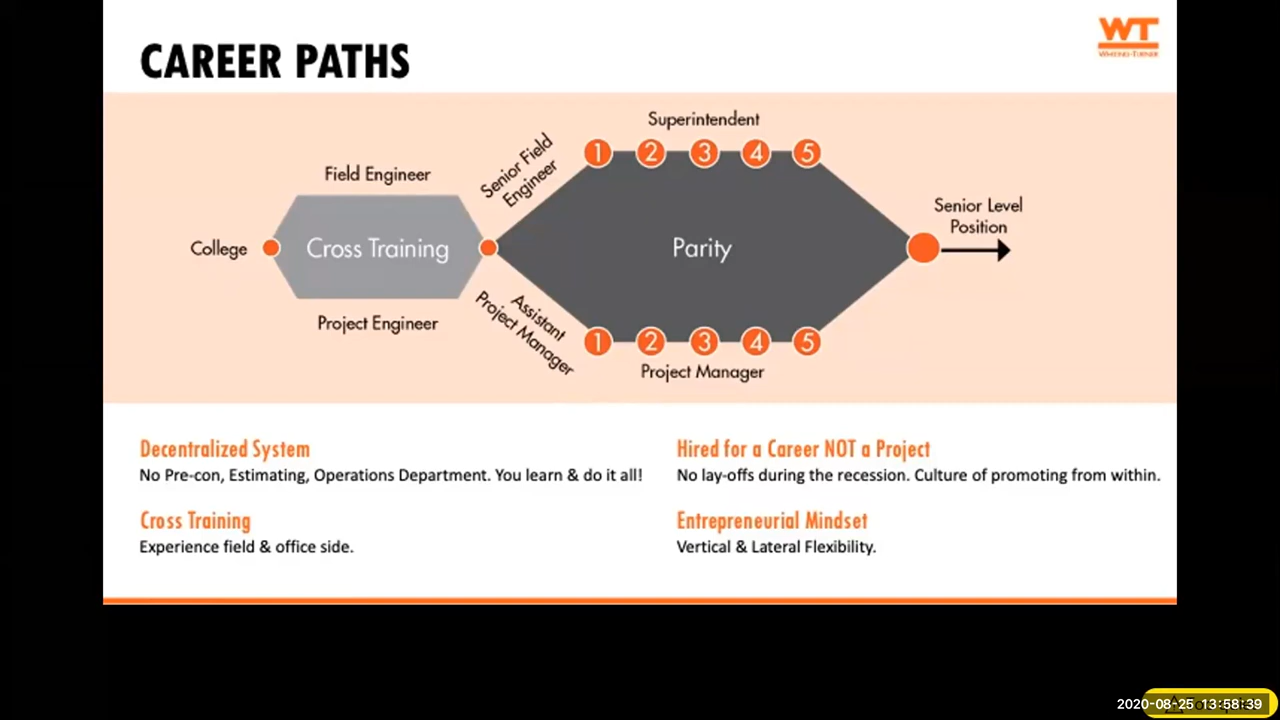 CAREER PATHS
WT
WHITING-TURNER
Superintendent
1 2 3 4 5
Senior Field
Engineer
Field Engineer
College
Cross Training
Parity
Senior Level
Position
Project Engineer
Assistant
Project Manager
1 2 3 4 5
Project Manager
Decentralized System
No Pre-con, Estimating, Operations Department. You learn & do it all!
Hired for a Career NOT a Project
No lay-offs during the recession. Culture of promoting from within.
Cross Training
Experience field & office side.
Entrepreneurial Mindset
Vertical & Lateral Flexibility.
2020-08-25 13:58:39